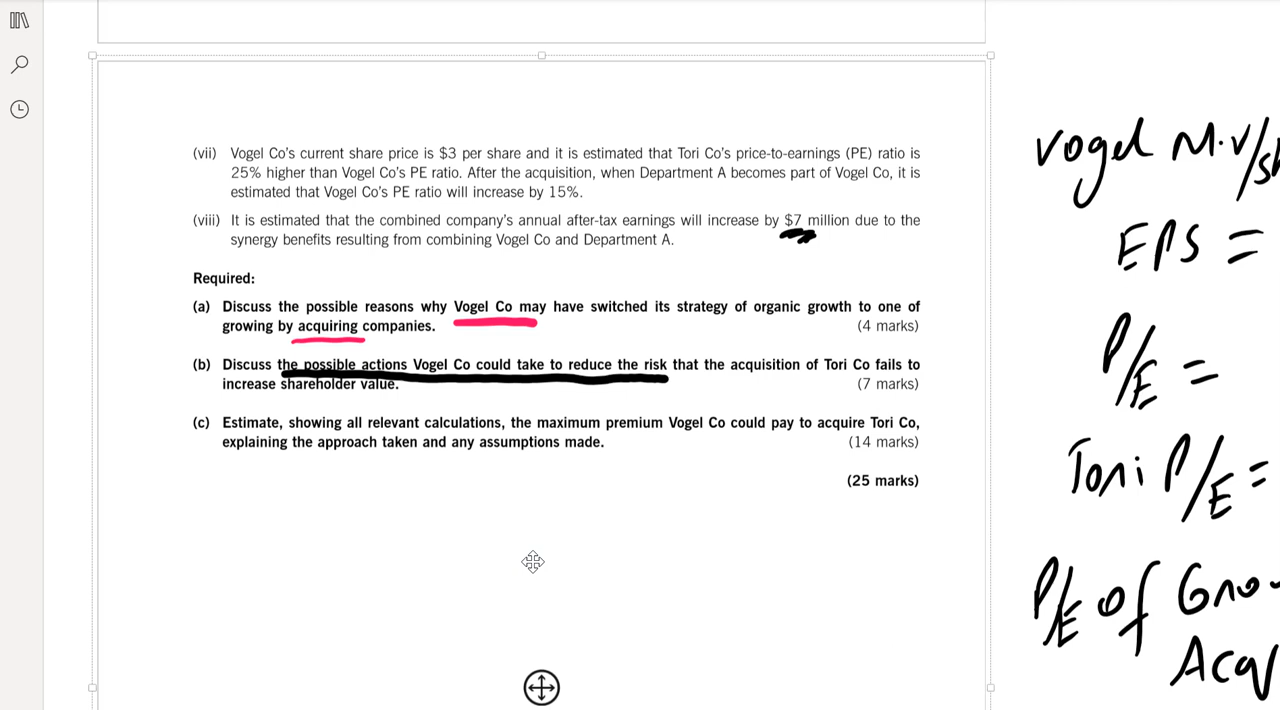 (vii) Vogel Co's current share price is $3 per share and it is estimated that Tori Co's price-to-earnings (PE) ratio is
25% higher than Vogel Co's PE ratio. After the acquisition, when Department A becomes part of Vogel Co, it is
estimated that Vogel Co's PE ratio will increase by 15%.
(viii) It is estimated that the combined company's annual after-tax earnings will increase by $7 million due to the
synergy benefits resulting from combining Vogel Co and Department A.
Required:
(a) Discuss the possible reasons why Vogel Co may have switched its strategy of organic growth to one of
growing by acquiring companies. (4 marks)
(b) Discuss the possible actions Vogel Co could take to reduce the risk that the acquisition of Tori Co fails to
increase shareholder value. (7 marks)
(c) Estimate, showing all relevant calculations, the maximum premium Vogel Co could pay to acquire Tori Co,
explaining the approach taken and any assumptions made. (14 marks)
(25 marks)
Vogel M.V/sh
EPS =
P/E =
Tori P/E =
P/E of Gro
Acq